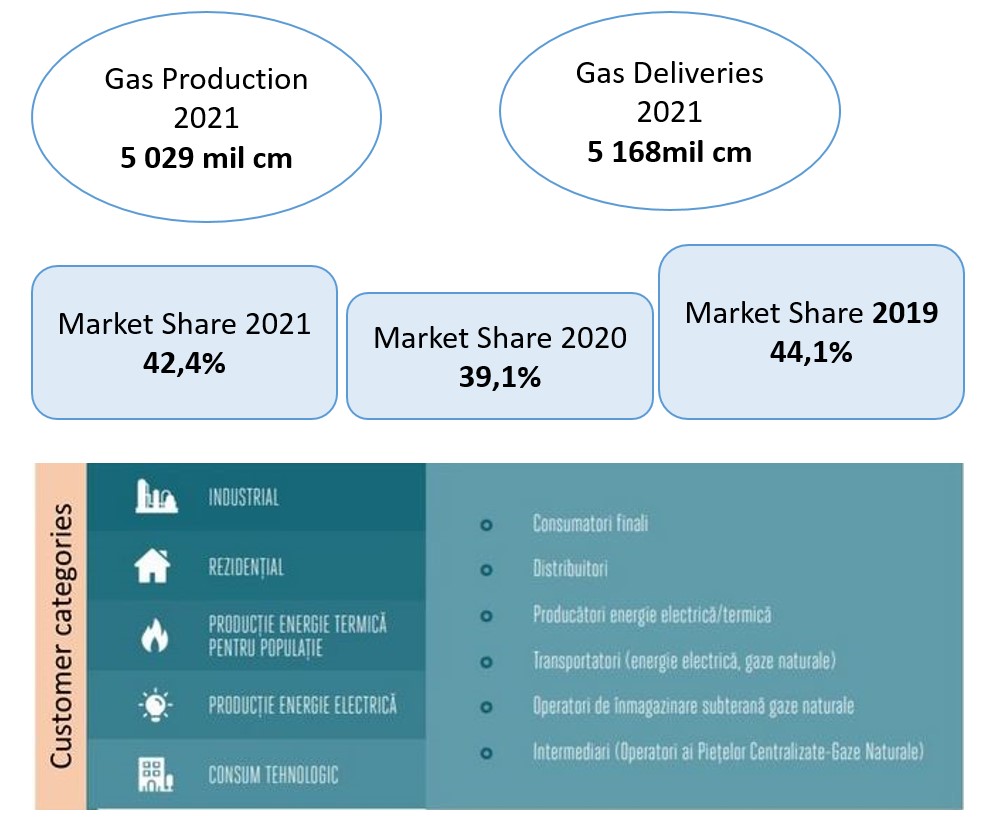 Gas Production
2021
5 029 mil cm
Gas Deliveries
2021
5 168mil cm
Market Share 2021
42,4%
Market Share 2020
39,1%
Market Share 2019
44,1%
Customer categories
INDUSTRIAL
REZIDENȚIAL
PRODUCȚIE ENERGIE TERMICĂ
PENTRU POPULAȚIE
PRODUCȚIE ENERGIE ELECTRICĂ
CONSUM TEHNOLOGIC
Consumatori finali
Distribuitori
Producători energie electrică/termică
Transportatori (energie electrică, gaze naturale)
Operatori de înmagazinare subterană gaze naturale
Intermediari (Operatori ai Piețelor Centralizate-Gaze Naturale)